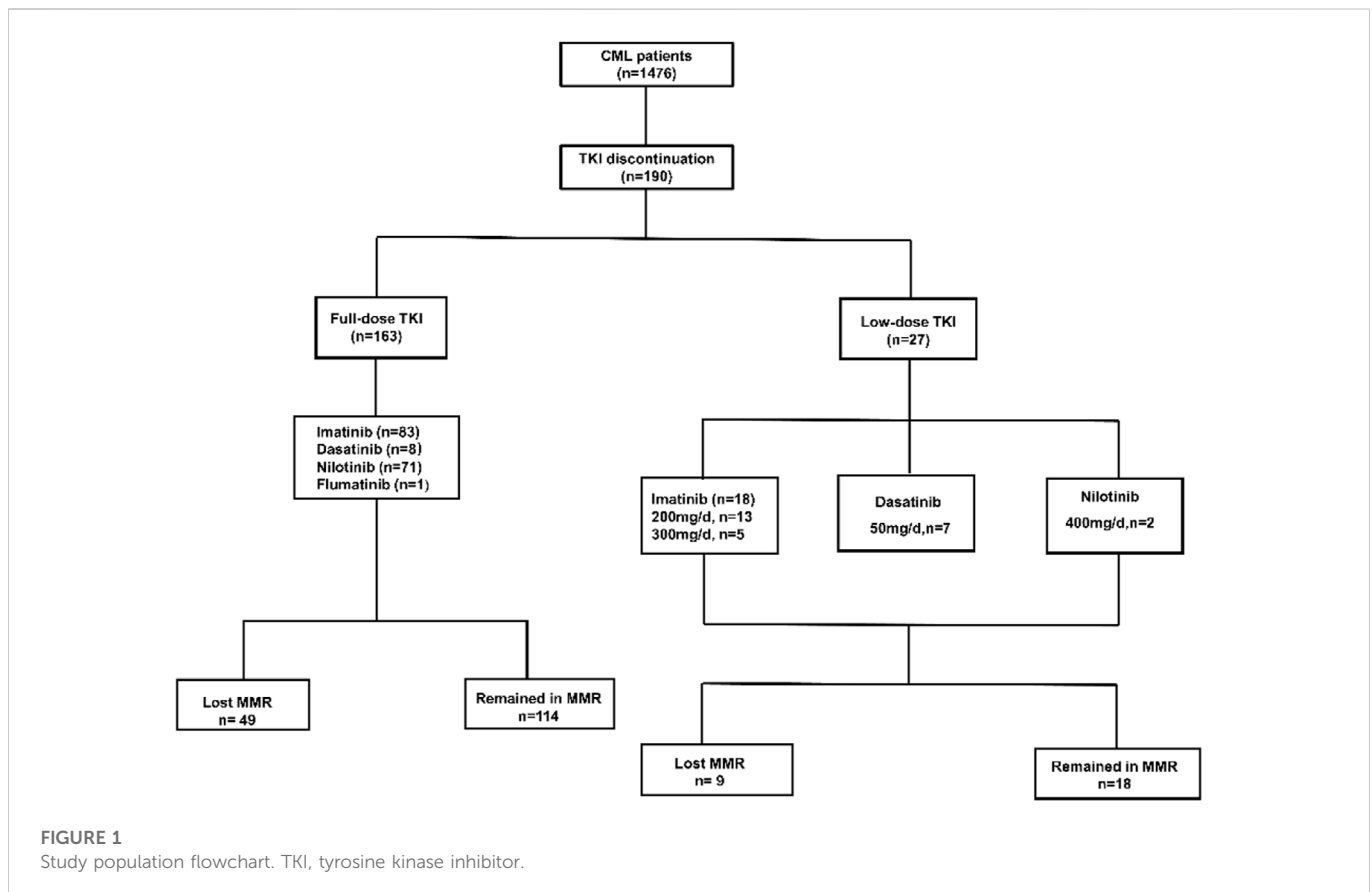 CML patients
(n=1476)
TKI discontinuation
(n=190)
Full-dose TKI
(n=163)
Low-dose TKI
(n=27)
Imatinib (n=83)
Dasatinib (n=8)
Nilotinib (n=71)
Flumatinib (n=1)
Imatinib (n=18)
200mg/d, n=13
300mg/d, n=5
Dasatinib
50mg/d,n=7
Nilotinib
400mg/d,n=2
Lost MMR
n= 49
Remained in MMR
n=114
Lost MMR
n= 9
Remained in MMR
n=18
FIGURE 1
Study population flowchart. TKI, tyrosine kinase inhibitor.